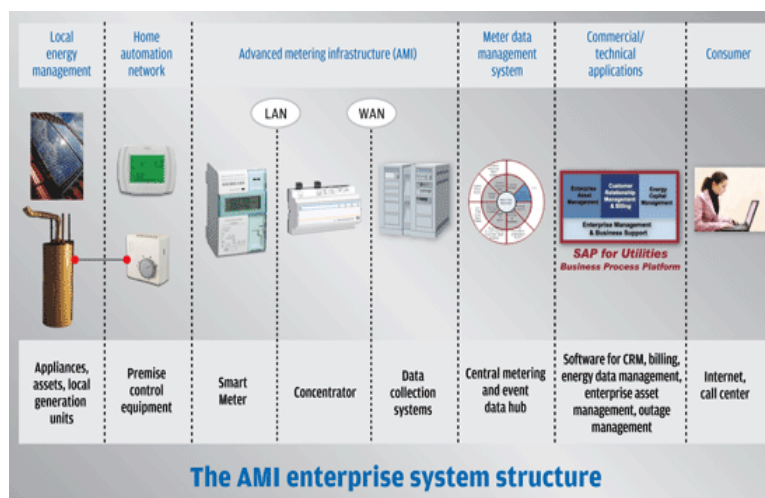 Local
energy
management
Home
automation
network
Advanced metering infrastructure (AMI)
Meter data
management
system
Commercial/
technical
applications
Consumer
LAN
WAN
Enterprise
Asset
Management
Customer
Relationship
Management
& Billing
Energy
Capital
Management
Enterprise Management
& Business Support
SAP for Utilities
Business Process Platform
Appliances,
assets, local
generation
units
Premise
control
equipment
Smart
Meter
Concentrator
Data
collection
systems
Central metering
and event
data hub
Software for CRM, billing,
energy data management,
enterprise asset
management, outage
management
Internet,
call center
The AMI enterprise system structure